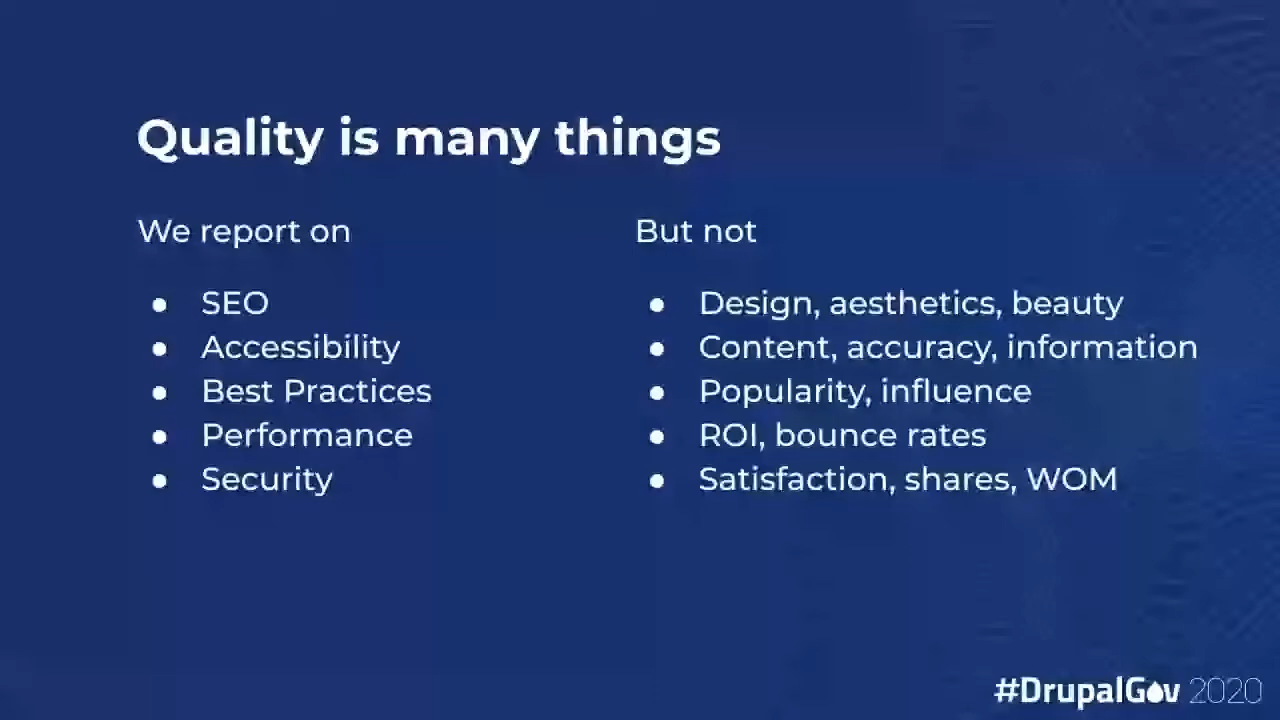 Quality is many things
We report on
● SEO
● Accessibility
● Best Practices
● Performance
● Security
But not
● Design, aesthetics, beauty
● Content, accuracy, information
● Popularity, influence
● ROI, bounce rates
● Satisfaction, shares, WOM
#DrupalGov 2020